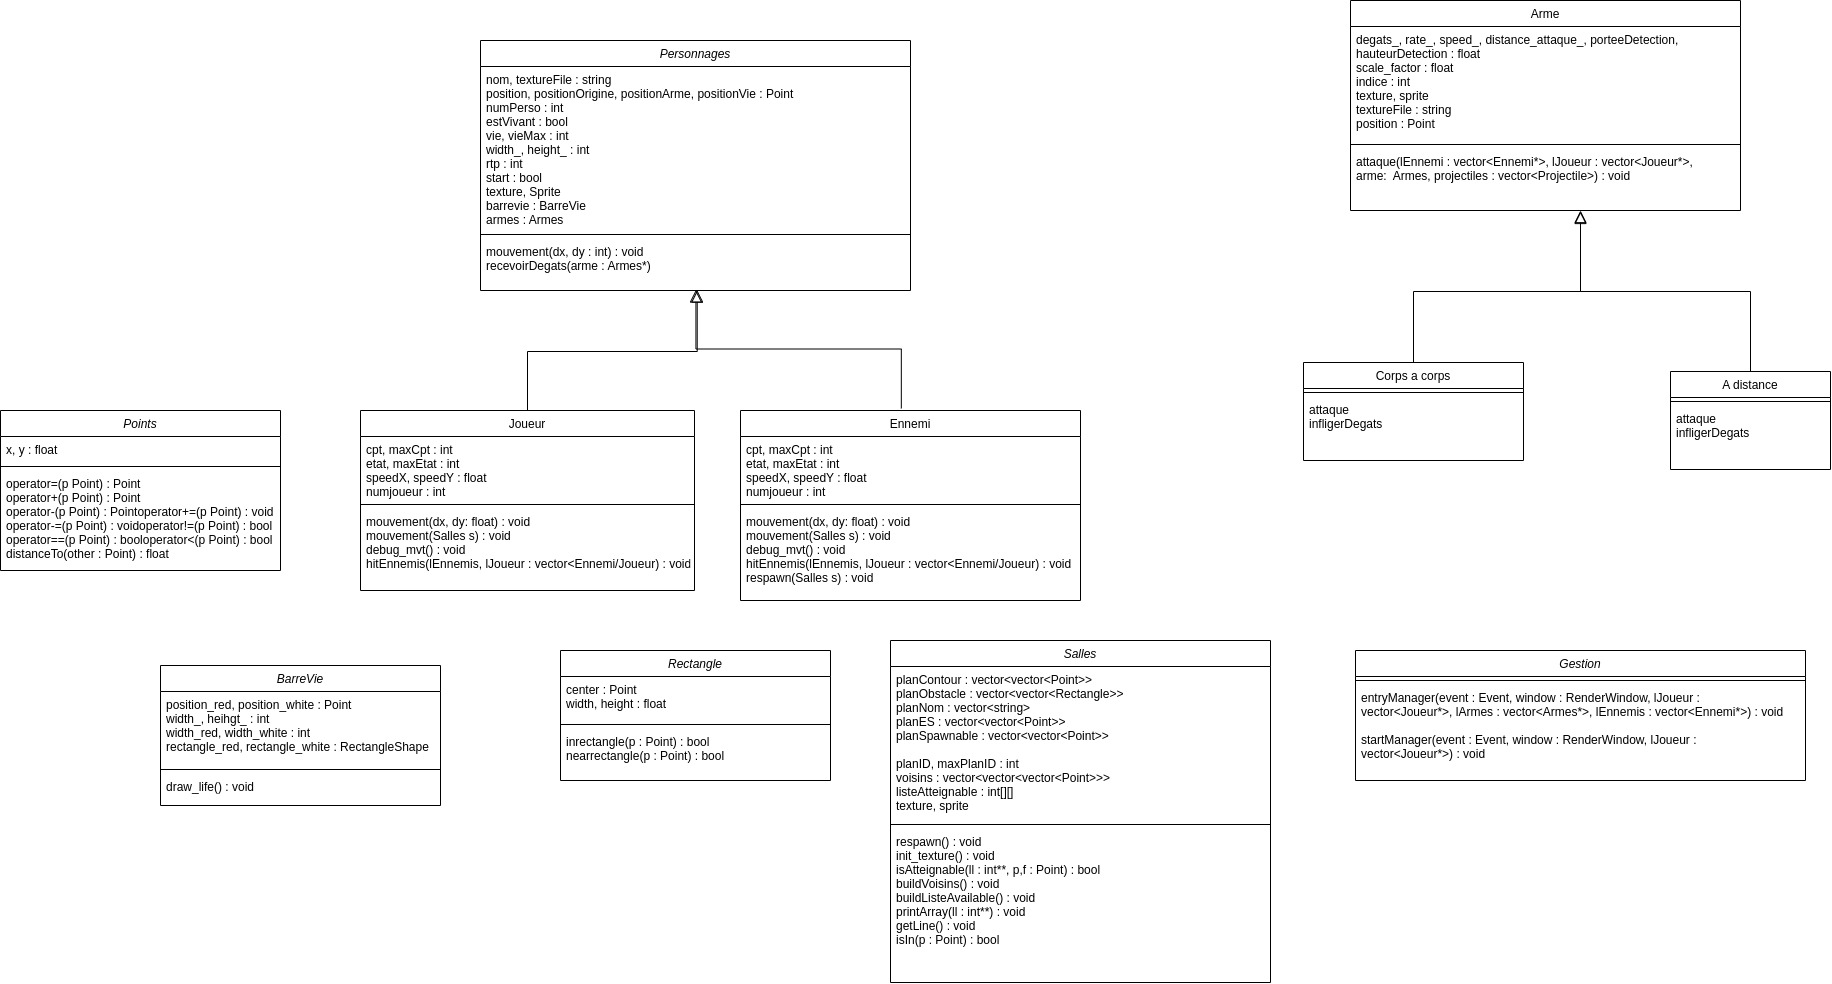 Arme
degats_, rate_, speed_, distance_attaque_, porteeDetection,
hauteurDetection : float
scale_factor : float
indice : int
texture, sprite
textureFile : string
position : Point
attaque(lEnnemi : vector<Ennemi*>, lJoueur : vector<Joueur*>,
arme:  Armes, projectiles : vector<Projectile>) : void
Personnages
nom, textureFile : string
position, positionOrigine, positionArme, positionVie : Point
numPerso : int
estVivant : bool
vie, vieMax : int
width_, height_ : int
rtp : int
start : bool
texture, Sprite
barrevie : BarreVie
armes : Armes
mouvement(dx, dy : int) : void
recevoirDegats(arme : Armes*)
Corps a corps
attaque
infligerDegats
A distance
attaque
infligerDegats
Points
x, y : float
operator=(p Point) : Point
operator+(p Point) : Point
operator-(p Point) : Pointoperator+=(p Point) : void
operator-=(p Point) : voidoperator!=(p Point) : bool
operator==(p Point) : booloperator<(p Point) : bool
distanceTo(other : Point) : float
Joueur
cpt, maxCpt : int
etat, maxEtat : int
speedX, speedY : float
numjoueur : int
mouvement(dx, dy: float) : void
mouvement(Salles s) : void
debug_mvt() : void
hitEnnemis(lEnnemis, lJoueur : vector<Ennemi/Joueur) : void
Ennemi
cpt, maxCpt : int
etat, maxEtat : int
speedX, speedY : float
numjoueur : int
mouvement(dx, dy: float) : void
mouvement(Salles s) : void
debug_mvt() : void
hitEnnemis(lEnnemis, lJoueur : vector<Ennemi/Joueur) : void
respawn(Salles s) : void
BarreVie
position_red, position_white : Point
width_, heihgt_ : int
width_red, width_white : int
rectangle_red, rectangle_white : RectangleShape
draw_life() : void
Rectangle
center : Point
width, height : float
inrectangle(p : Point) : bool
nearrectangle(p : Point) : bool
Salles
planContour : vector<vector<Point>>
planObstacle : vector<vector<Rectangle>>
planNom : vector<string>
planES : vector<vector<Point>>
planSpawnable : vector<vector<Point>>
planID, maxPlanID : int
voisins : vector<vector<vector<Point>>>
listeAtteignable : int[][]
texture, sprite
respawn() : void
init_texture() : void
isAtteignable(ll : int**, p,f : Point) : bool
buildVoisins() : void
buildListeAvailable() : void
printArray(ll : int**) : void
getLine() : void
isIn(p : Point) : bool
Gestion
entryManager(event : Event, window : RenderWindow, lJoueur :
vector<Joueur*>, lArmes : vector<Armes*>, lEnnemis : vector<Ennemi*>) : void
startManager(event : Event, window : RenderWindow, lJoueur :
vector<Joueur*>) : void